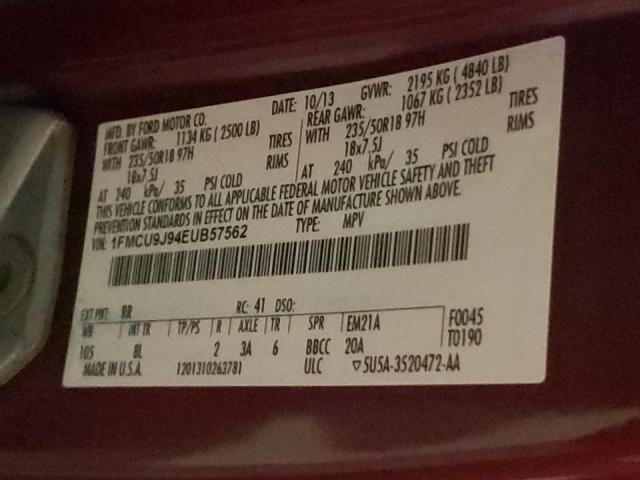 MFD. BY FORD MOTOR CO.
DATE: 10/13 GVWR: 2195 KG ( 4840 LB)
FRONT GAWR: 1134 KG ( 2500 LB) REAR GAWR: 1067 KG ( 2352 LB)
WITH 235/50R18 97H TIRES WITH 235/50R18 97H TIRES
18x7.5J RIMS 18x7.5J RIMS
AT 240 kPa/ 35 PSI COLD AT 240 kPa/ 35 PSI COLD
THIS VEHICLE CONFORMS TO ALL APPLICABLE FEDERAL MOTOR VEHICLE SAFETY AND THEFT
PREVENTION STANDARDS IN EFFECT ON THE DATE OF MANUFACTURE SHOWN ABOVE.
VIN: 1FMCU9J94EUB57562 TYPE: MPV
EXT PNT: RR RC: 41 DSO:
WB INT TR TP/PS R AXLE TR SPR EM21A F0045
105 8L 2 3A 6 BBCC 20A T0190
MADE IN U.S.A. 1201310263781 ULC ▽5U5A-3520472-AA